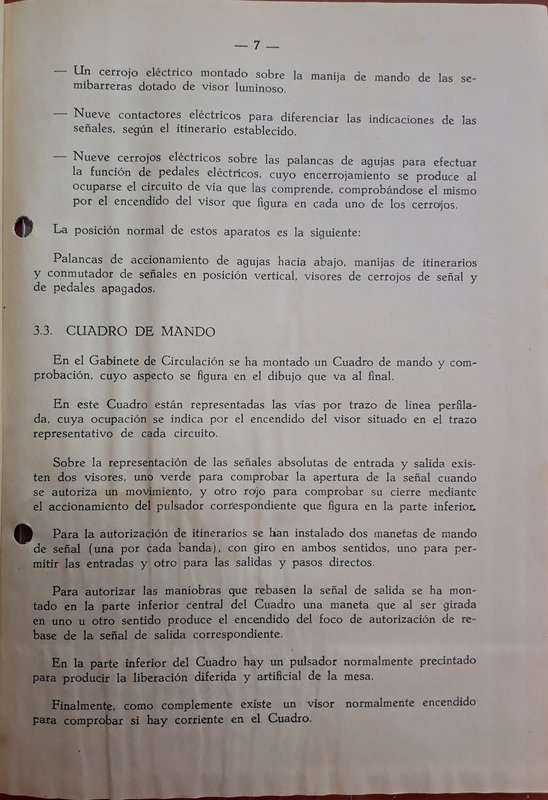 — 7 —
— Un cerrojo eléctrico montado sobre la manija de mando de las se-
mibarreras dotado de visor luminoso.
— Nueve contactores eléctricos para diferenciar las indicaciones de las
señales, según el itinerario establecido.
— Nueve cerrojos eléctricos sobre las palancas de agujas para efectuar
la función de pedales eléctricos, cuyo encerrojamiento se produce al
ocuparse el circuito de vía que las comprende, comprobándose el mismo
por el encendido del visor que figura en cada uno de los cerrojos.
La posición normal de estos aparatos es la siguiente:
Palancas de accionamiento de agujas hacia abajo, manijas de itinerarios
y conmutador de señales en posición vertical, visores de cerrojos de señal y
de pedales apagados.
3.3. CUADRO DE MANDO
En el Gabinete de Circulación se ha montado un Cuadro de mando y com-
probación, cuyo aspecto se figura en el dibujo que va al final.
En este Cuadro están representadas las vías por trazo de línea perfila-
da, cuya ocupación se indica por el encendido del visor situado en el trazo
representativo de cada circuito.
Sobre la representación de las señales absolutas de entrada y salida exis-
ten dos visores, uno verde para comprobar la apertura de la señal cuando
se autoriza un movimiento, y otro rojo para comprobar su cierre mediante
el accionamiento del pulsador correspondiente que figura en la parte inferior.
Para la autorización de itinerarios se han instalado dos manetas de mando
de señal (una por cada banda), con giro en ambos sentidos, uno para per-
mitir las entradas y otro para las salidas y pasos directos.
Para autorizar las maniobras que rebasen la señal de salida se ha mon-
tado en la parte inferior central del Cuadro una maneta que al ser girada
en uno u otro sentido produce el encendido del foco de autorización de re-
base de la señal de salida correspondiente.
En la parte inferior del Cuadro hay un pulsador normalmente precintado
para producir la liberación diferida y artificial de la mesa.
Finalmente, como complemente existe un visor normalmente encendido
para comprobar si hay corriente en el Cuadro.